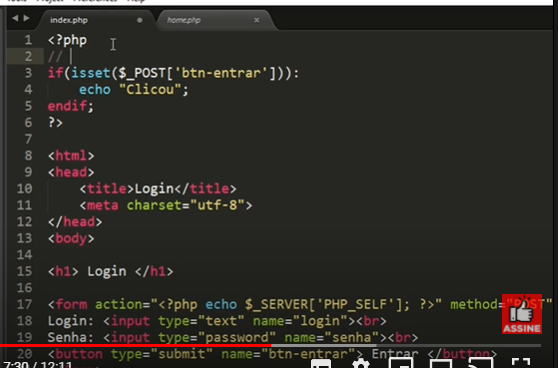 index.php
home.php
1 <?php
2 //
3 if(isset($_POST['btn-entrar'])):
4 echo "Clicou";
5 endif;
6 ?>
7
8 <html>
9 <head>
10 <title>Login</title>
11 <meta charset="utf-8">
12 </head>
13 <body>
14
15 <h1> Login </h1>
16
17 <form action="<?php echo $_SERVER['PHP_SELF']; ?>" method="POST"
18 Login: <input type="text" name="login"><br>
19 Senha: <input type="password" name="senha"><br>
20 <button type="submit" name="btn-entrar"> Entrar </button>
ASSINE
7:30 / 12:11